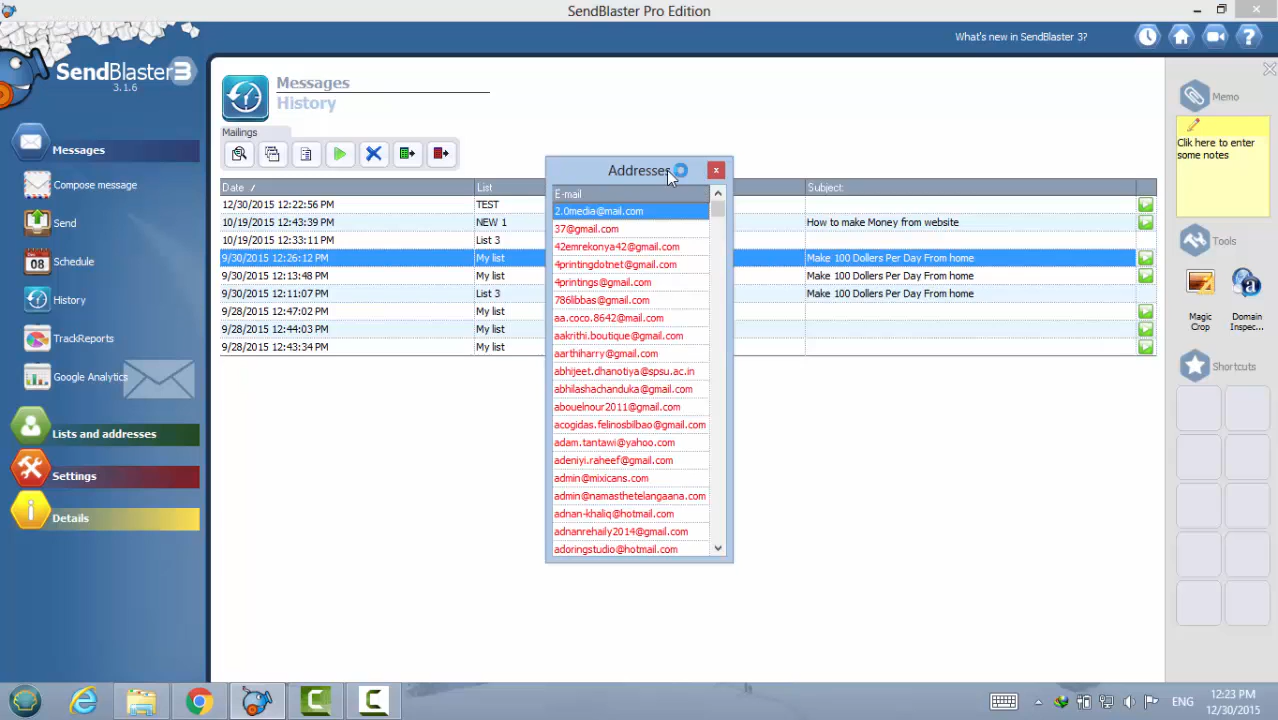 SendBlaster Pro Edition
What's new in SendBlaster 3?
SendBlaster 3
3.1.6
Messages
Compose message
Send
DEC
08
Schedule
History
TrackReports
Google Analytics
Lists and addresses
Settings
Details
Messages
History
Mailings
Date / List Subject:
12/30/2015 12:22:56 PM TEST
10/19/2015 12:43:39 PM NEW 1 How to make Money from website
10/19/2015 12:33:11 PM List 3
9/30/2015 12:26:12 PM My list Make 100 Dollers Per Day From home
9/30/2015 12:13:48 PM My list Make 100 Dollers Per Day From home
9/30/2015 12:11:07 PM List 3 Make 100 Dollers Per Day From home
9/28/2015 12:47:02 PM My list
9/28/2015 12:44:03 PM My list
9/28/2015 12:43:34 PM My list
Addresses
E-mail
2.0media@mail.com
37@gmail.com
42emrekonya42@gmail.com
4printingdotnet@gmail.com
4printings@gmail.com
786libbas@gmail.com
aa.coco.8642@mail.com
aakrithi.boutique@gmail.com
aarthiharry@gmail.com
abhijeet.dhanotiya@spsu.ac.in
abhilashachanduka@gmail.com
abouelnour2011@gmail.com
acogidas.felinosbilbao@gmail.com
adam.tantawi@yahoo.com
adeniyi.raheef@gmail.com
admin@mixicans.com
admin@namasthetelangaana.com
adnan-khaliq@hotmail.com
adnanrehaily2014@gmail.com
adoringstudio@hotmail.com
Memo
Clik here to enter
some notes
Tools
Magic
Crop
Domain
Inspec...
Shortcuts
ENG
12:23 PM
12/30/2015